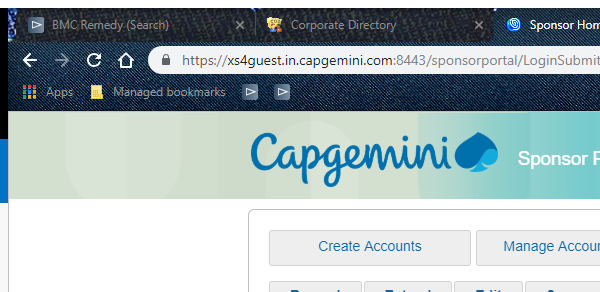 BMC Remedy (Search)
Corporate Directory
Sponsor Hom
https://xs4guest.in.capgemini.com:8443/sponsorportal/LoginSubmit
Apps
Managed bookmarks
Capgemini
Sponsor P
Create Accounts
Manage Accoun